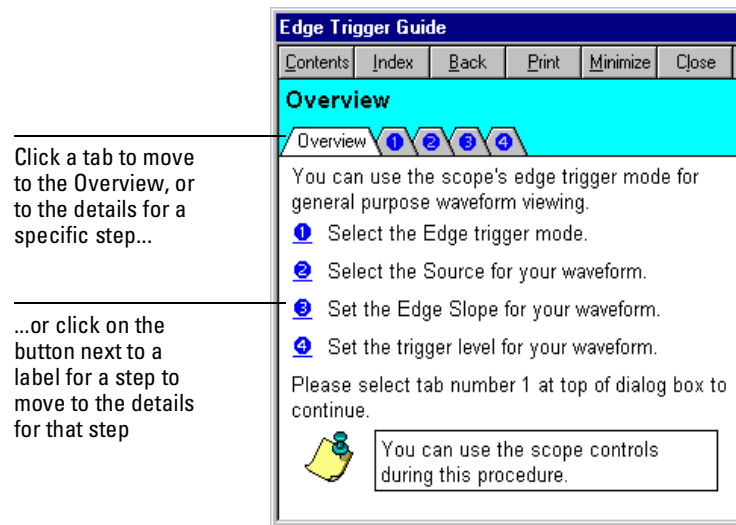 Edge Trigger Guide
Contents Index Back Print Minimize Close
Overview
Overview 1 2 3 4
Click a tab to move
to the Overview, or
to the details for a
specific step...
You can use the scope's edge trigger mode for
general purpose waveform viewing.
1 Select the Edge trigger mode.
2 Select the Source for your waveform.
3 Set the Edge Slope for your waveform.
4 Set the trigger level for your waveform.
...or click on the
button next to a
label for a step to
move to the details
for that step
Please select tab number 1 at top of dialog box to
continue.
You can use the scope controls
during this procedure.